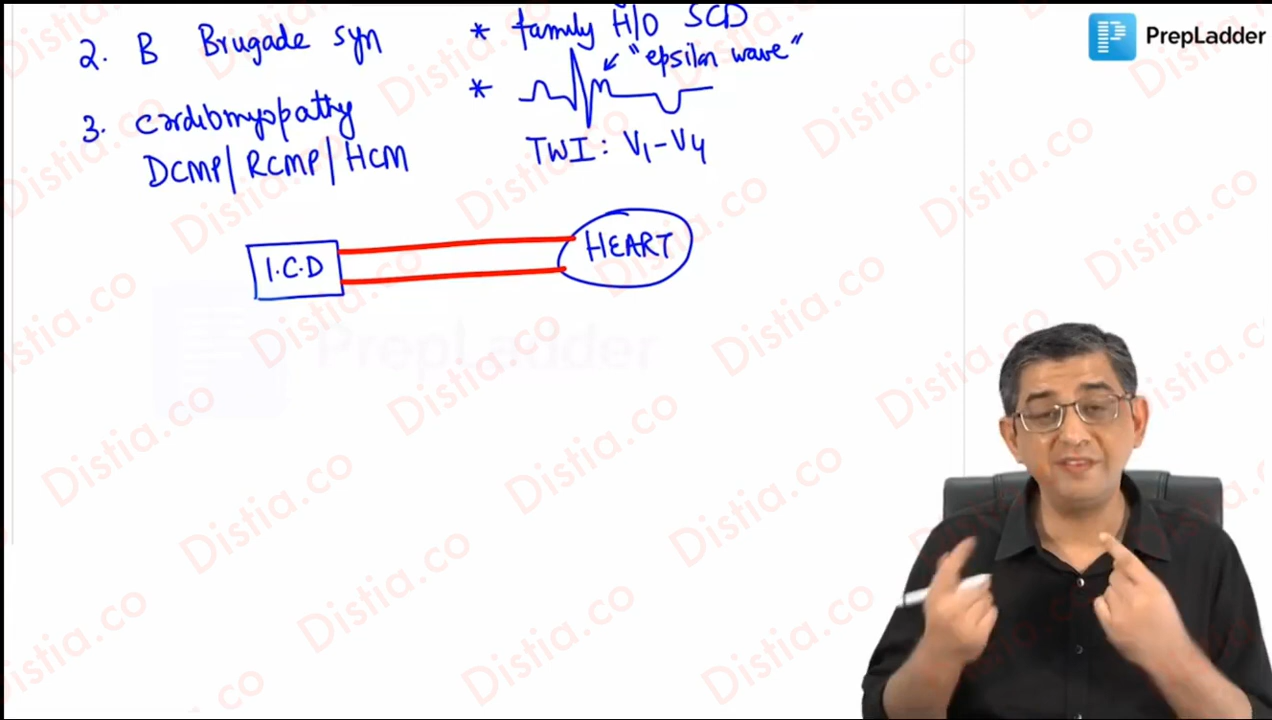 2. B Brugade syn
3. cardiomyopathy
DCMP/ RCMP/ HCM
* family H/O SCD
* "epsilon wave"
TWI: V1-V4
I.C.D
HEART
PrepLadder
PrepLadder
Distia.co